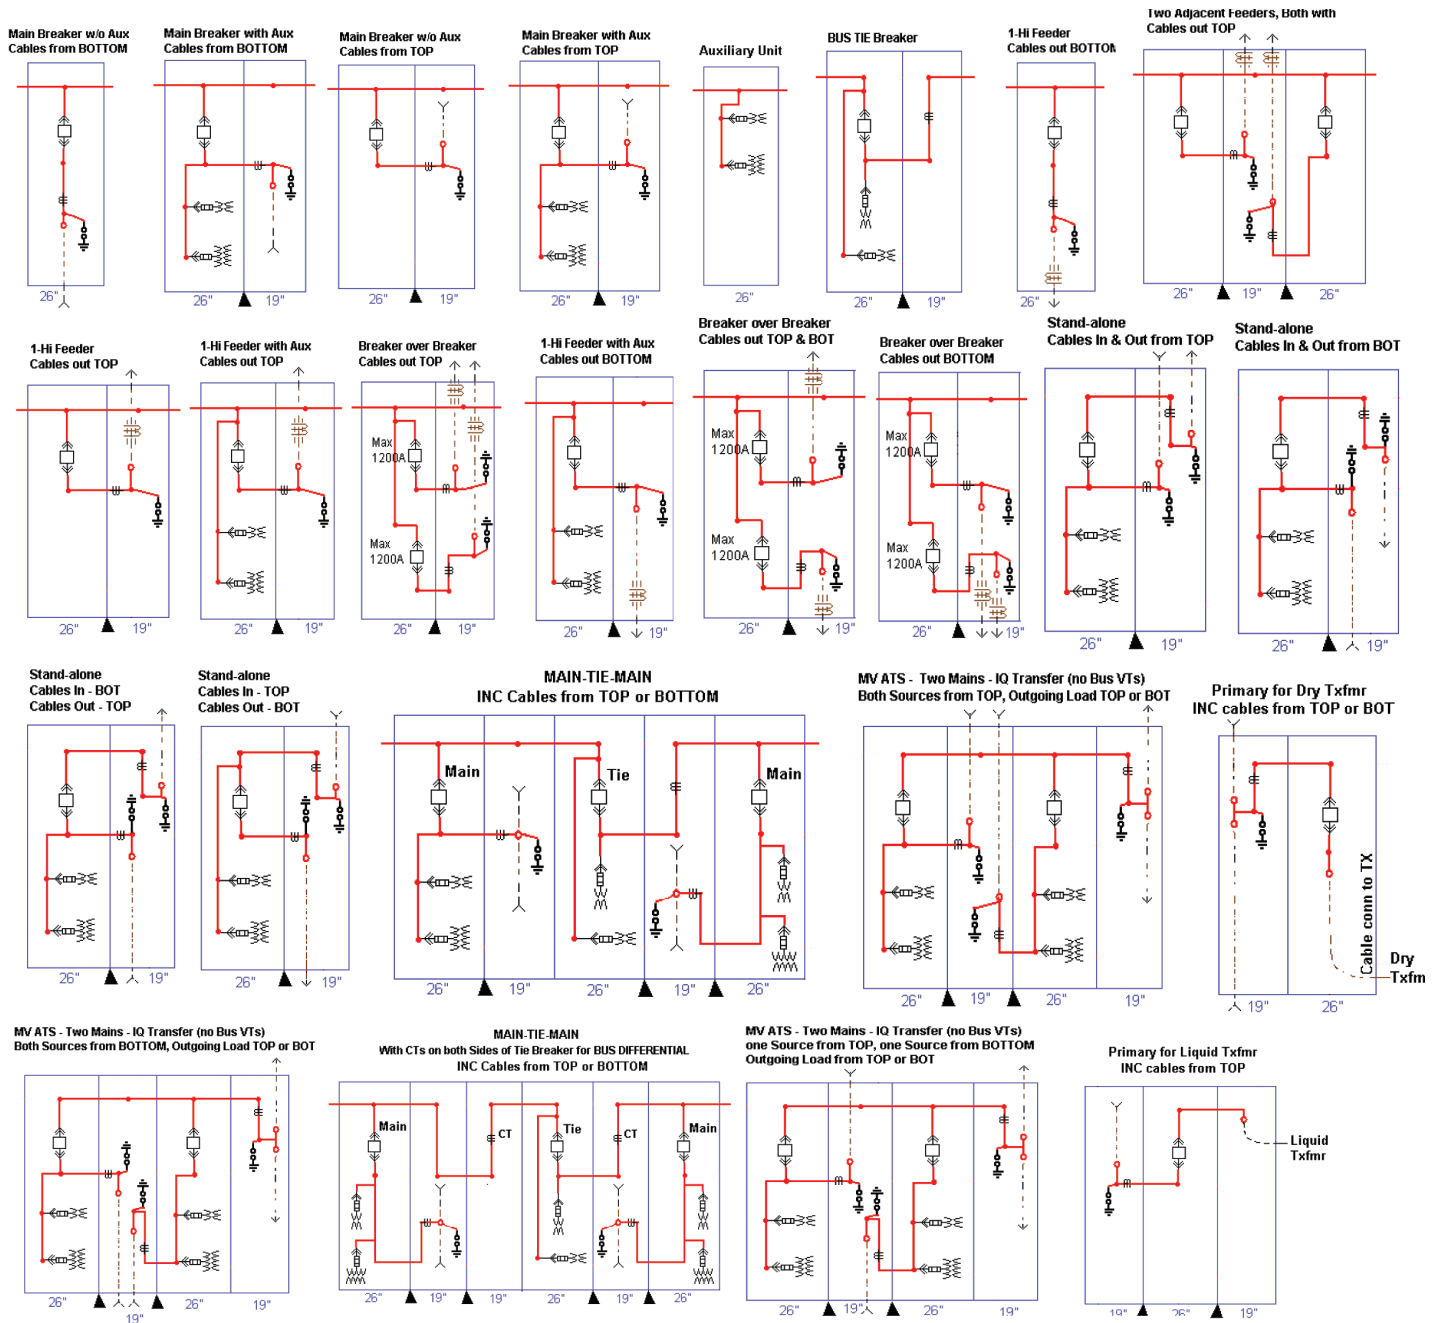 Main Breaker w/o Aux
Cables from BOTTOM
26"
Main Breaker with Aux
Cables from BOTTOM
26"
19"
Main Breaker w/o Aux
Cables from TOP
26"
19"
Main Breaker with Aux
Cables from TOP
26"
19"
Auxiliary Unit
26"
BUS TIE Breaker
26"
19"
1-Hi Feeder
Cables out BOTTOM
26"
Two Adjacent Feeders, Both with
Cables out TOP
26"
19"
26"
1-Hi Feeder
Cables out TOP
26"
19"
1-Hi Feeder with Aux
Cables out TOP
26"
19"
Breaker over Breaker
Cables out TOP
Max
1200A
Max
1200A
26"
19"
1-Hi Feeder with Aux
Cables out BOTTOM
26"
19"
Breaker over Breaker
Cables out TOP & BOT
Max
1200A
Max
1200A
26"
19"
Breaker over Breaker
Cables out BOTTOM
Max
1200A
Max
1200A
26"
19"
Stand-alone
Cables In & Out from TOP
26"
19"
Stand-alone
Cables In & Out from BOT
26"
19"
Stand-alone
Cables In - BOT
Cables Out - TOP
26"
19"
Stand-alone
Cables In - TOP
Cables Out - BOT
26"
19"
MAIN-TIE-MAIN
INC Cables from TOP or BOTTOM
Main
Tie
Main
26"
19"
26"
19"
26"
MV ATS - Two Mains - IQ Transfer (no Bus VTs)
Both Sources from TOP, Outgoing Load TOP or BOT
26"
19"
26"
19"
Primary for Dry Txfmr
INC cables from TOP or BOT
Cable conn to TX
Dry
Txfm
19"
26"
MV ATS - Two Mains - IQ Transfer (no Bus VTs)
Both Sources from BOTTOM, Outgoing Load TOP or BOT
26"
19"
26"
19"
MAIN-TIE-MAIN
With CTs on both Sides of Tie Breaker for BUS DIFFERENTIAL
INC Cables from TOP or BOTTOM
Main
CT
Tie
CT
Main
26"
19"
19"
26"
19"
26"
MV ATS - Two Mains - IQ Transfer (no Bus VTs)
one Source from TOP, one Source from BOTTOM
Outgoing Load from TOP or BOT
26"
19"
26"
19"
Primary for Liquid Txfmr
INC cables from TOP
Liquid
Txfmr
19"
26"
19"